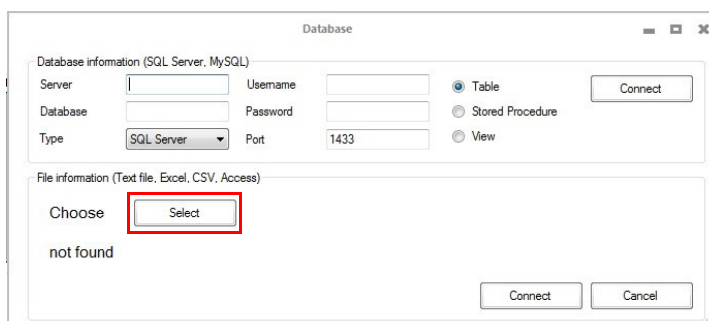 Database
Database information (SQL Server, MySQL)
Server Username Table Connect
Database Password Stored Procedure
Type SQL Server Port 1433 View
File information (Text file, Excel, CSV, Access)
Choose Select
not found
Connect Cancel